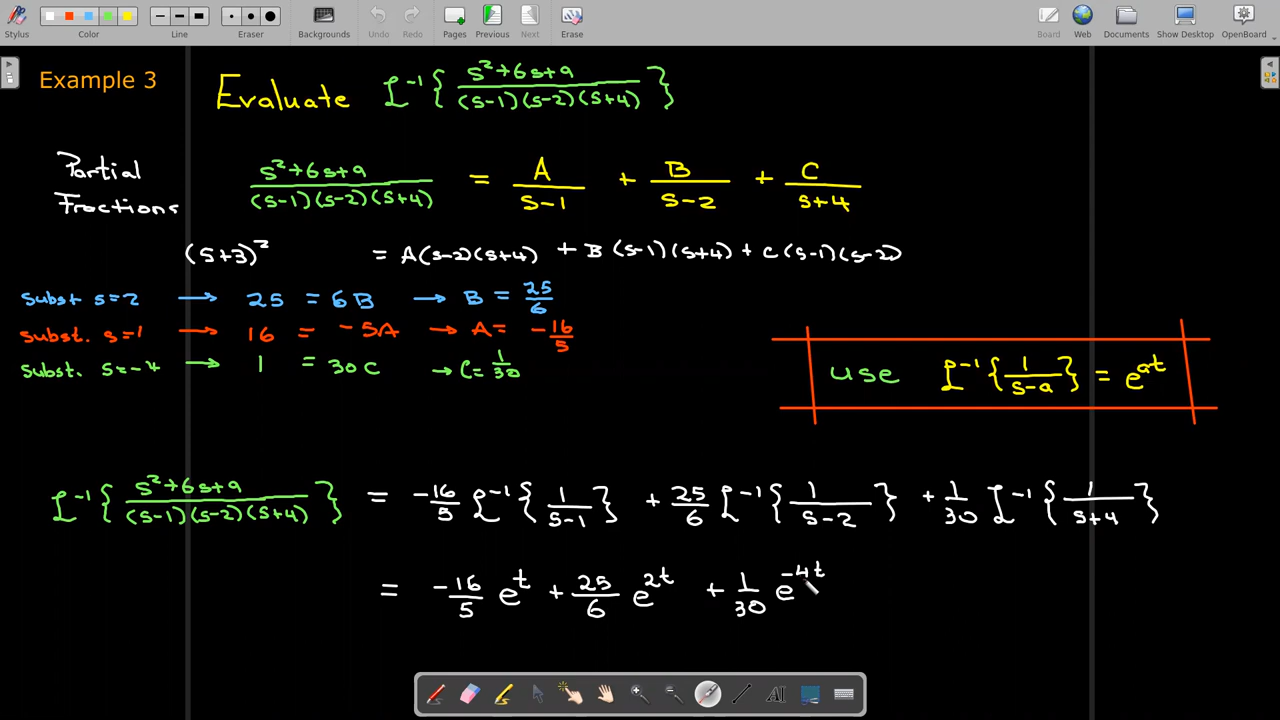 Stylus Color Line Eraser Backgrounds Undo Redo Pages Previous Next Erase Board Web Documents Show Desktop OpenBoard
Example 3 Evaluate ℒ⁻¹{ (s²+6s+9)/((s-1)(s-2)(s+4)) }
Partial Fractions (s²+6s+9)/((s-1)(s-2)(s+4)) = A/(s-1) + B/(s-2) + C/(s+4)
(s+3)² = A(s-2)(s+4) + B(s-1)(s+4) + C(s-1)(s-2)
Subst s=2 → 25 = 6B → B = 25/6
subst. s=1 → 16 = -5A → A = -16/5
subst. s=-4 → 1 = 30C → C = 1/30
use ℒ⁻¹{ 1/(s-a) } = e^(at)
ℒ⁻¹{ (s²+6s+9)/((s-1)(s-2)(s+4)) } = -16/5 ℒ⁻¹{ 1/(s-1) } + 25/6 ℒ⁻¹{ 1/(s-2) } + 1/30 ℒ⁻¹{ 1/(s+4) }
= -16/5 e^t + 25/6 e^(2t) + 1/30 e^(-4t)
AI